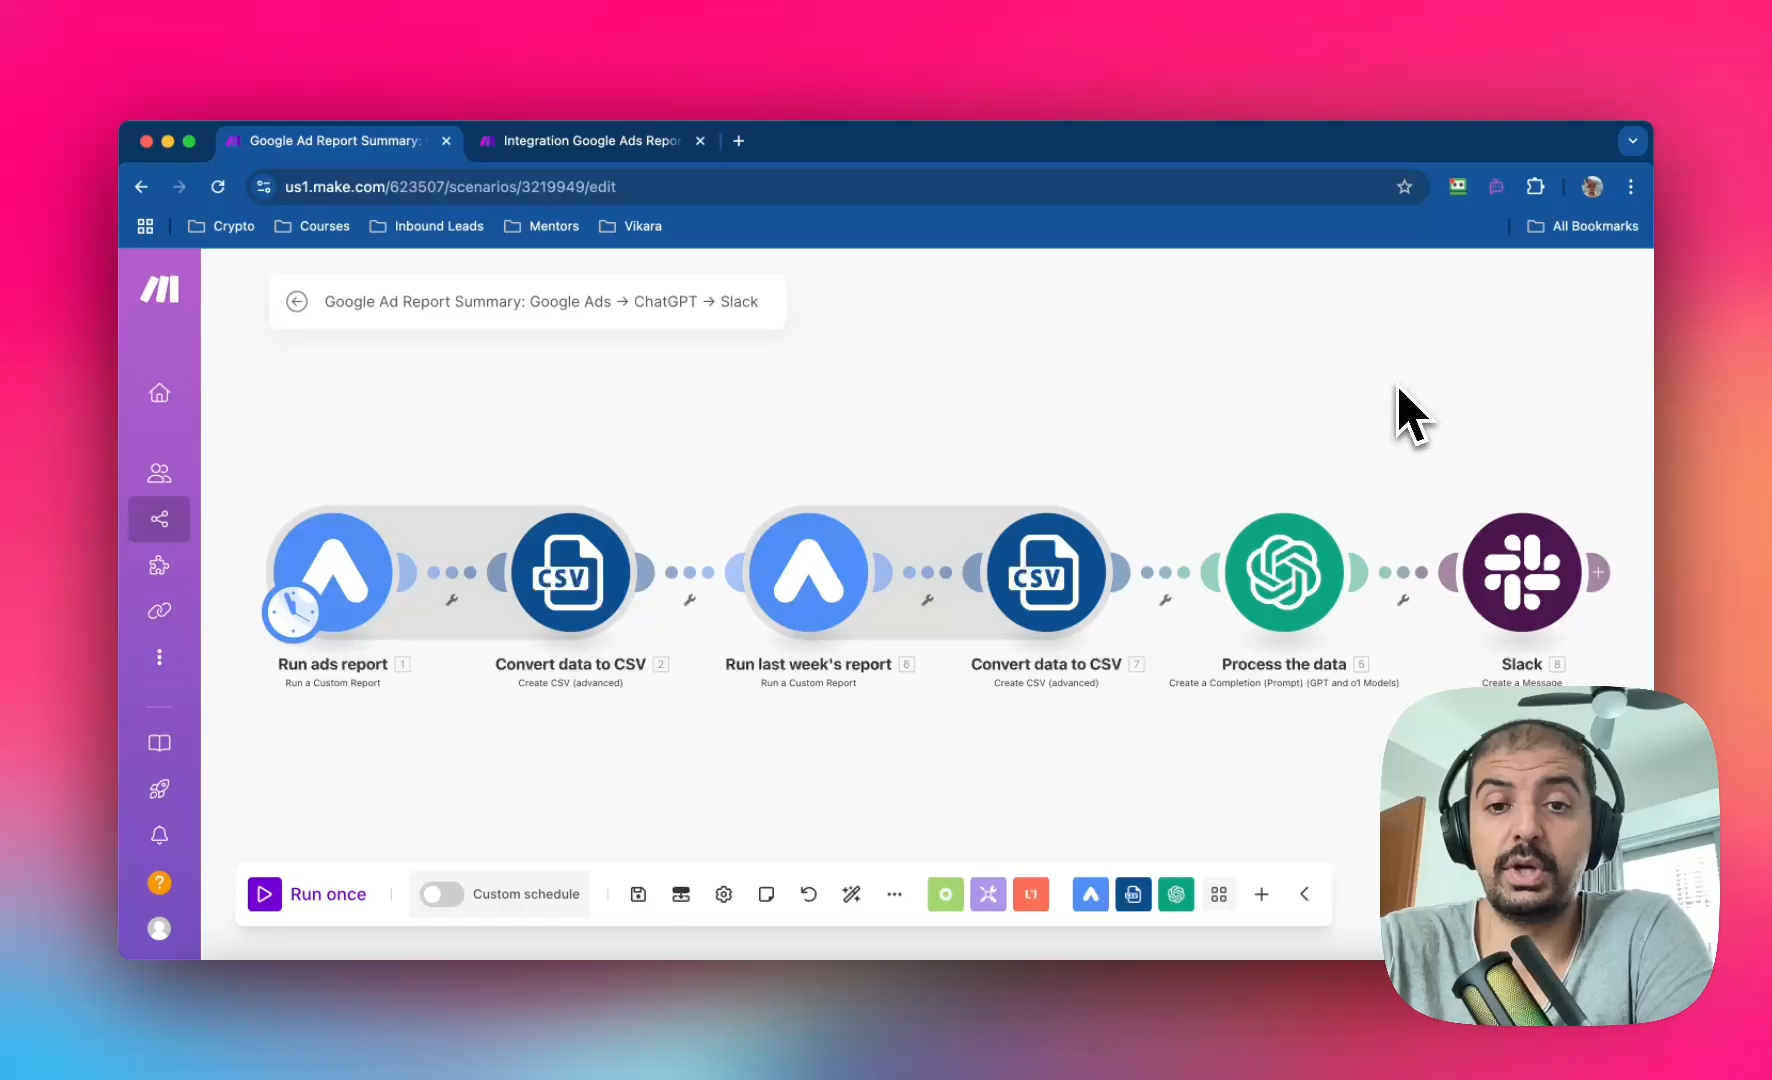 Google Ad Report Summary:
Integration Google Ads Repor
us1.make.com/623507/scenarios/3219949/edit
Crypto
Courses
Inbound Leads
Mentors
Vikara
All Bookmarks
Google Ad Report Summary: Google Ads → ChatGPT → Slack
CSV
CSV
Run ads report 1
Run a Custom Report
Convert data to CSV 2
Create CSV (advanced)
Run last week's report 6
Run a Custom Report
Convert data to CSV 7
Create CSV (advanced)
Process the data 5
Create a Completion (Prompt) (GPT and o1 Models)
Slack 8
Create a Message
?
Run once
Custom schedule